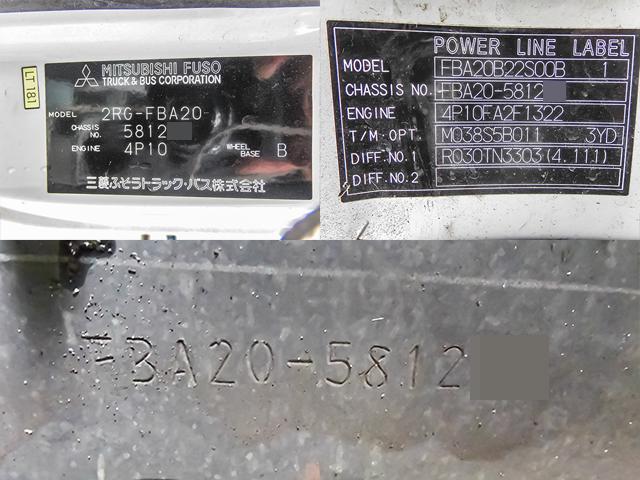 LT181
MITSUBISHI FUSO
TRUCK & BUS CORPORATION
MODEL 2RG-FBA20
CHASSIS NO. 5812
ENGINE 4P10 WHEEL BASE B
三菱ふそうトラック・バス株式会社
POWER LINE LABEL
MODEL FBA20B22S00B 1
CHASSIS NO. FBA20-5812
ENGINE 4P10FA2F1322
T/M.OPT. M038S5B011 3YD
DIFF.NO.1 R030TN3303(4.111)
DIFF.NO.2
FBA20-5812